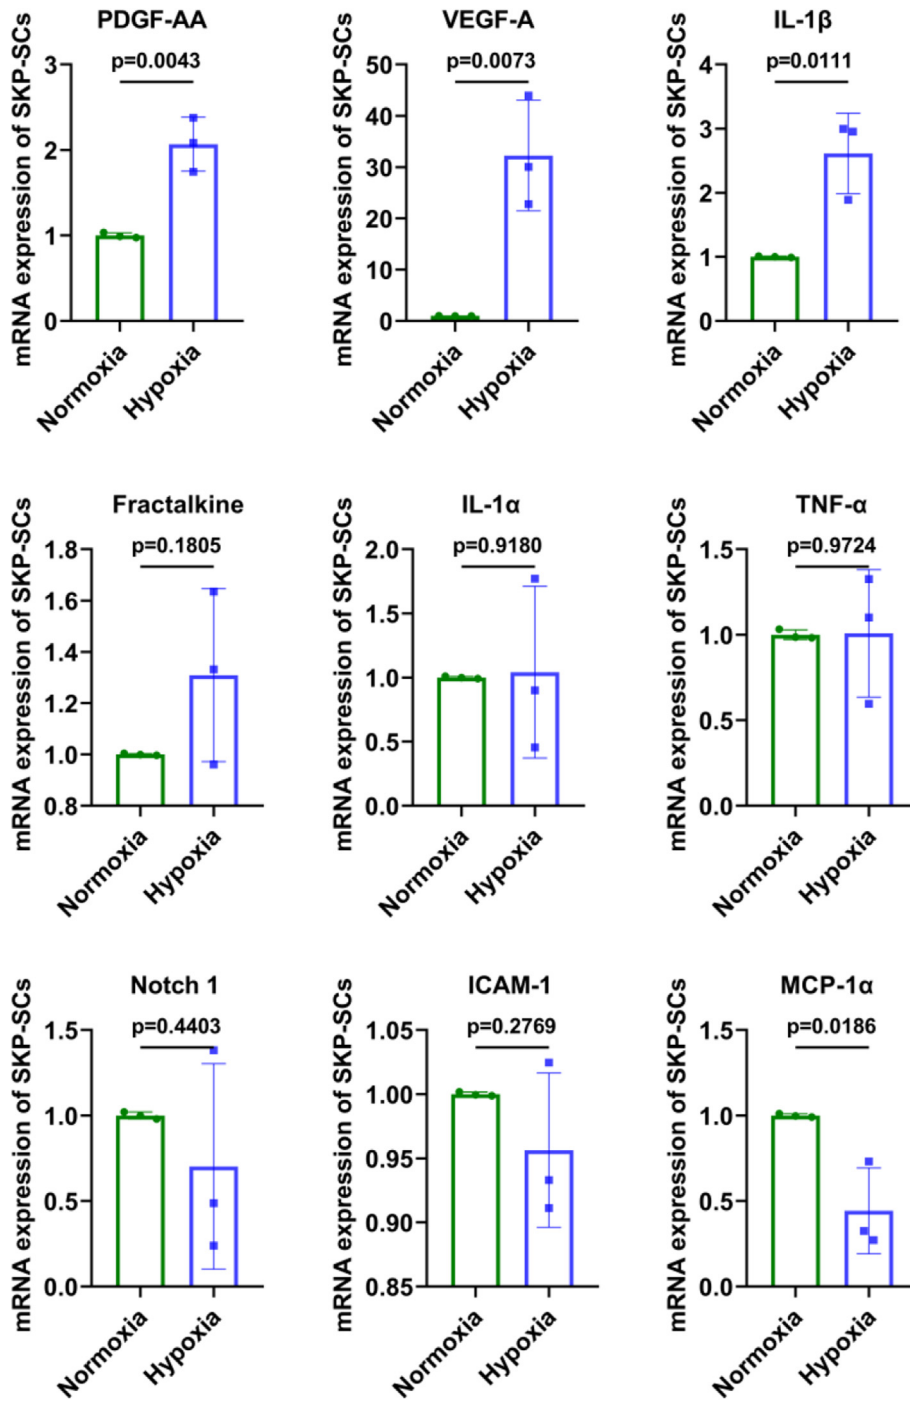 PDGF-AA
p=0.0043
mRNA expression of SKP-SCs
3
2
1
0
Normoxia
Hypoxia
VEGF-A
p=0.0073
mRNA expression of SKP-SCs
50
40
30
20
10
0
Normoxia
Hypoxia
IL-1β
p=0.0111
mRNA expression of SKP-SCs
4
3
2
1
0
Normoxia
Hypoxia
Fractalkine
p=0.1805
mRNA expression of SKP-SCs
1.8
1.6
1.4
1.2
1.0
0.8
Normoxia
Hypoxia
IL-1α
p=0.9180
mRNA expression of SKP-SCs
2.0
1.5
1.0
0.5
0.0
Normoxia
Hypoxia
TNF-α
p=0.9724
mRNA expression of SKP-SCs
1.5
1.0
0.5
0.0
Normoxia
Hypoxia
Notch 1
p=0.4403
mRNA expression of SKP-SCs
1.5
1.0
0.5
0.0
Normoxia
Hypoxia
ICAM-1
p=0.2769
mRNA expression of SKP-SCs
1.05
1.00
0.95
0.90
0.85
Normoxia
Hypoxia
MCP-1α
p=0.0186
mRNA expression of SKP-SCs
1.5
1.0
0.5
0.0
Normoxia
Hypoxia